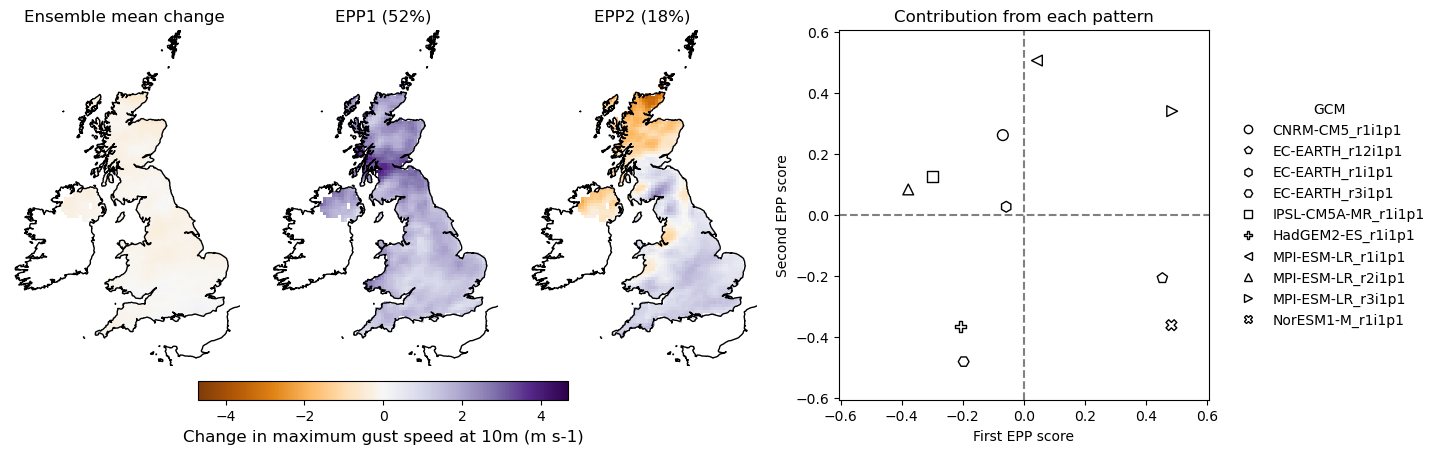 Ensemble mean change
EPP1 (52%)
EPP2 (18%)
−4
−2
0
2
4
Change in maximum gust speed at 10m (m s-1)
Contribution from each pattern
0.6
0.4
0.2
0.0
−0.2
−0.4
−0.6
Second EPP score
−0.6
−0.4
−0.2
0.0
0.2
0.4
0.6
First EPP score
GCM
CNRM-CM5_r1i1p1
EC-EARTH_r12i1p1
EC-EARTH_r1i1p1
EC-EARTH_r3i1p1
IPSL-CM5A-MR_r1i1p1
HadGEM2-ES_r1i1p1
MPI-ESM-LR_r1i1p1
MPI-ESM-LR_r2i1p1
MPI-ESM-LR_r3i1p1
NorESM1-M_r1i1p1